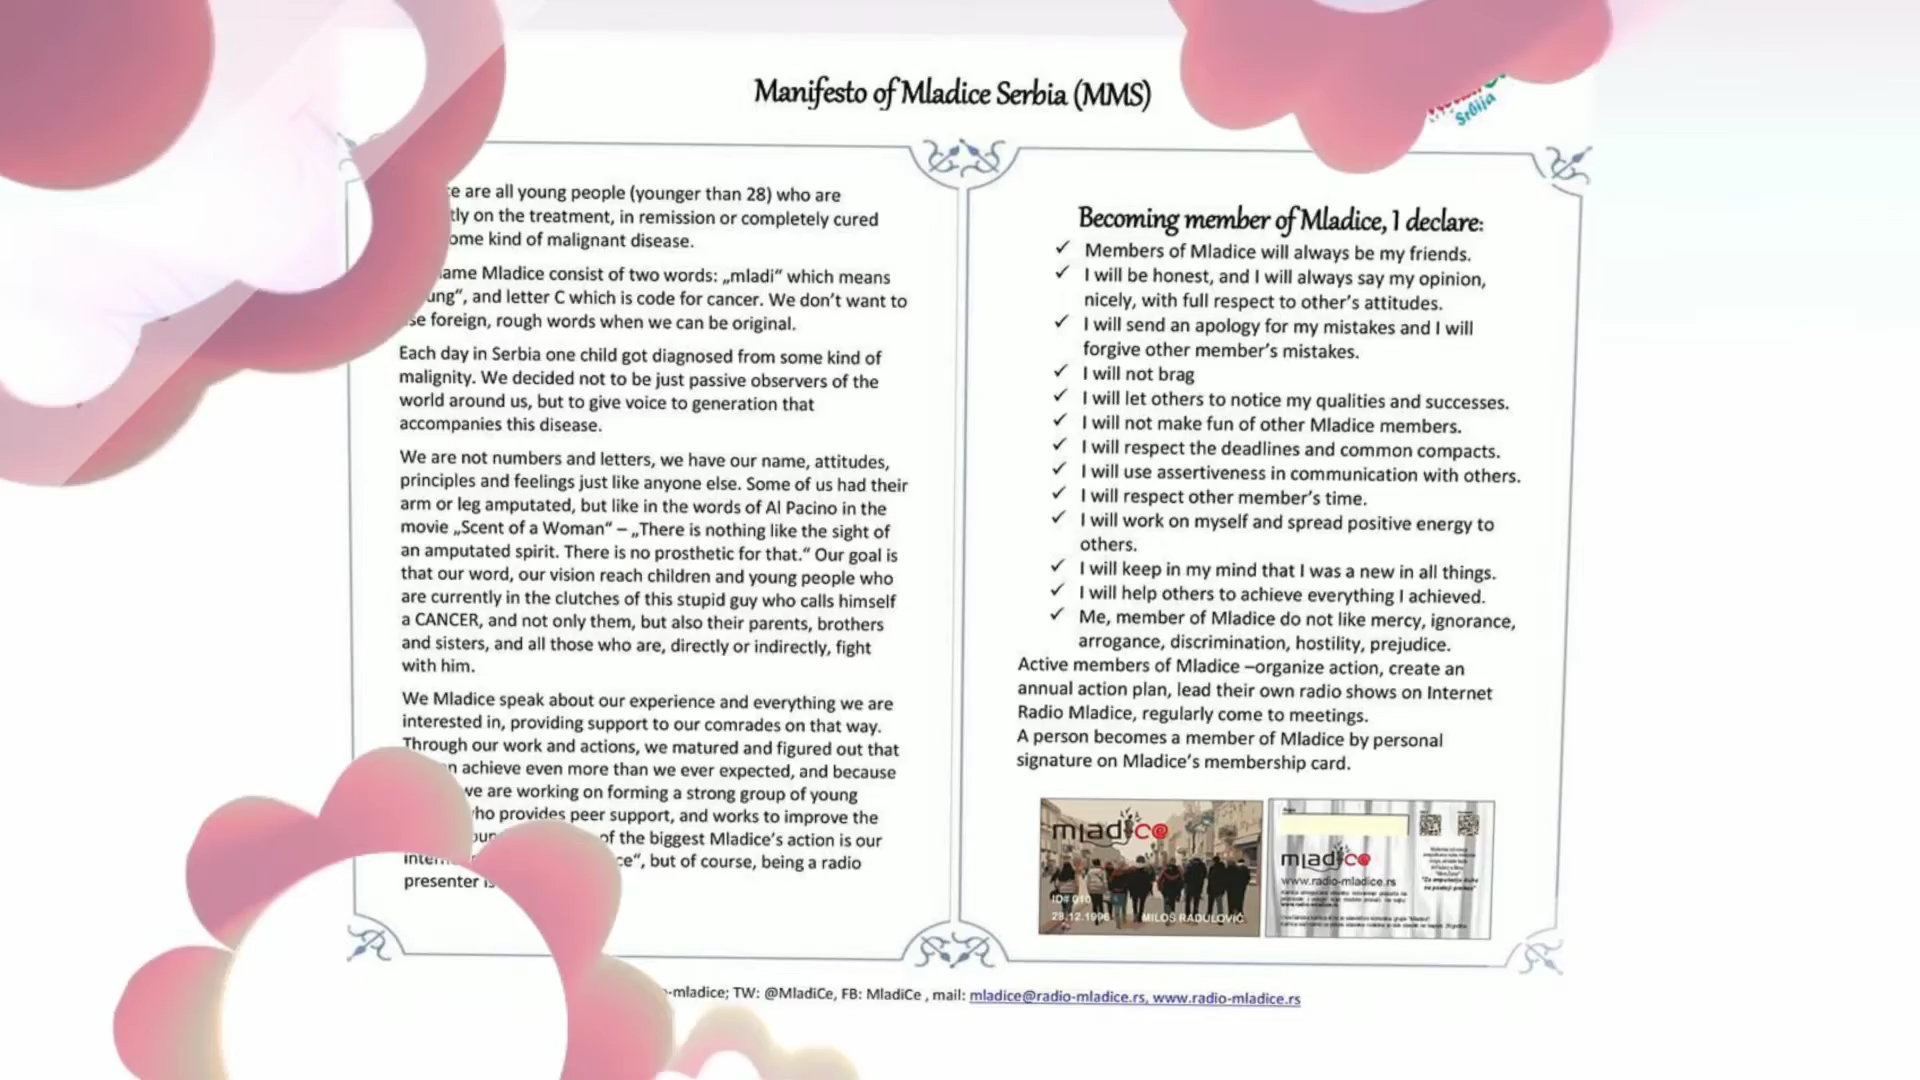 Manifesto of Mladice Serbia (MMS)
Srbija
are all young people (younger than 28) who are
on the treatment, in remission or completely cured
kind of malignant disease.
Mladice consist of two words: „mladi“ which means
and letter C which is code for cancer. We don’t want to
foreign, rough words when we can be original.
Each day in Serbia one child got diagnosed from some kind of
malignity. We decided not to be just passive observers of the
world around us, but to give voice to generation that
accompanies this disease.
We are not numbers and letters, we have our name, attitudes,
principles and feelings just like anyone else. Some of us had their
arm or leg amputated, but like in the words of Al Pacino in the
movie „Scent of a Woman“ – „There is nothing like the sight of
an amputated spirit. There is no prosthetic for that.“ Our goal is
that our word, our vision reach children and young people who
are currently in the clutches of this stupid guy who calls himself
a CANCER, and not only them, but also their parents, brothers
and sisters, and all those who are, directly or indirectly, fight
with him.
We Mladice speak about our experience and everything we are
interested in, providing support to our comrades on that way.
Through our work and actions, we matured and figured out that
achieve even more than we ever expected, and because
we are working on forming a strong group of young
who provides peer support, and works to improve the
of the biggest Mladice’s action is our
but of course, being a radio
presenter
Becoming member of Mladice, I declare:
✓ Members of Mladice will always be my friends.
✓ I will be honest, and I will always say my opinion,
nicely, with full respect to other’s attitudes.
✓ I will send an apology for my mistakes and I will
forgive other member’s mistakes.
✓ I will not brag
✓ I will let others to notice my qualities and successes.
✓ I will not make fun of other Mladice members.
✓ I will respect the deadlines and common compacts.
✓ I will use assertiveness in communication with others.
✓ I will respect other member’s time.
✓ I will work on myself and spread positive energy to
others.
✓ I will keep in my mind that I was a new in all things.
✓ I will help others to achieve everything I achieved.
✓ Me, member of Mladice do not like mercy, ignorance,
arrogance, discrimination, hostility, prejudice.
Active members of Mladice –organize action, create an
annual action plan, lead their own radio shows on Internet
Radio Mladice, regularly come to meetings.
A person becomes a member of Mladice by personal
signature on Mladice’s membership card.
mladice
ID# 010
28.12.1996 MILOŠ RADULOVIĆ
mladice
www.radio-mladice.rs
-mladice; TW: @MladiCe, FB: MladiCe , mail: mladice@radio-mladice.rs, www.radio-mladice.rs